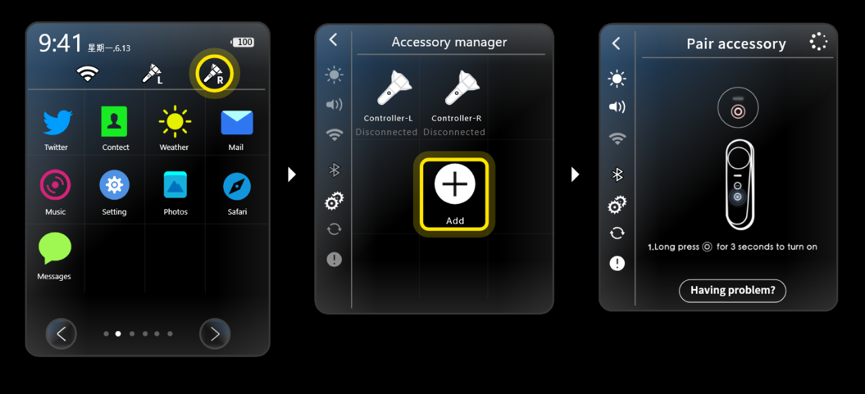 9:41 星期一,6.13
100
L
R
Twitter
Contect
Weather
Mail
Music
Setting
Photos
Safari
Messages
Accessory manager
Controller-L
Controller-R
Disconnected
Disconnected
Add
Pair accessory
1.Long press for 3 seconds to turn on
Having problem?